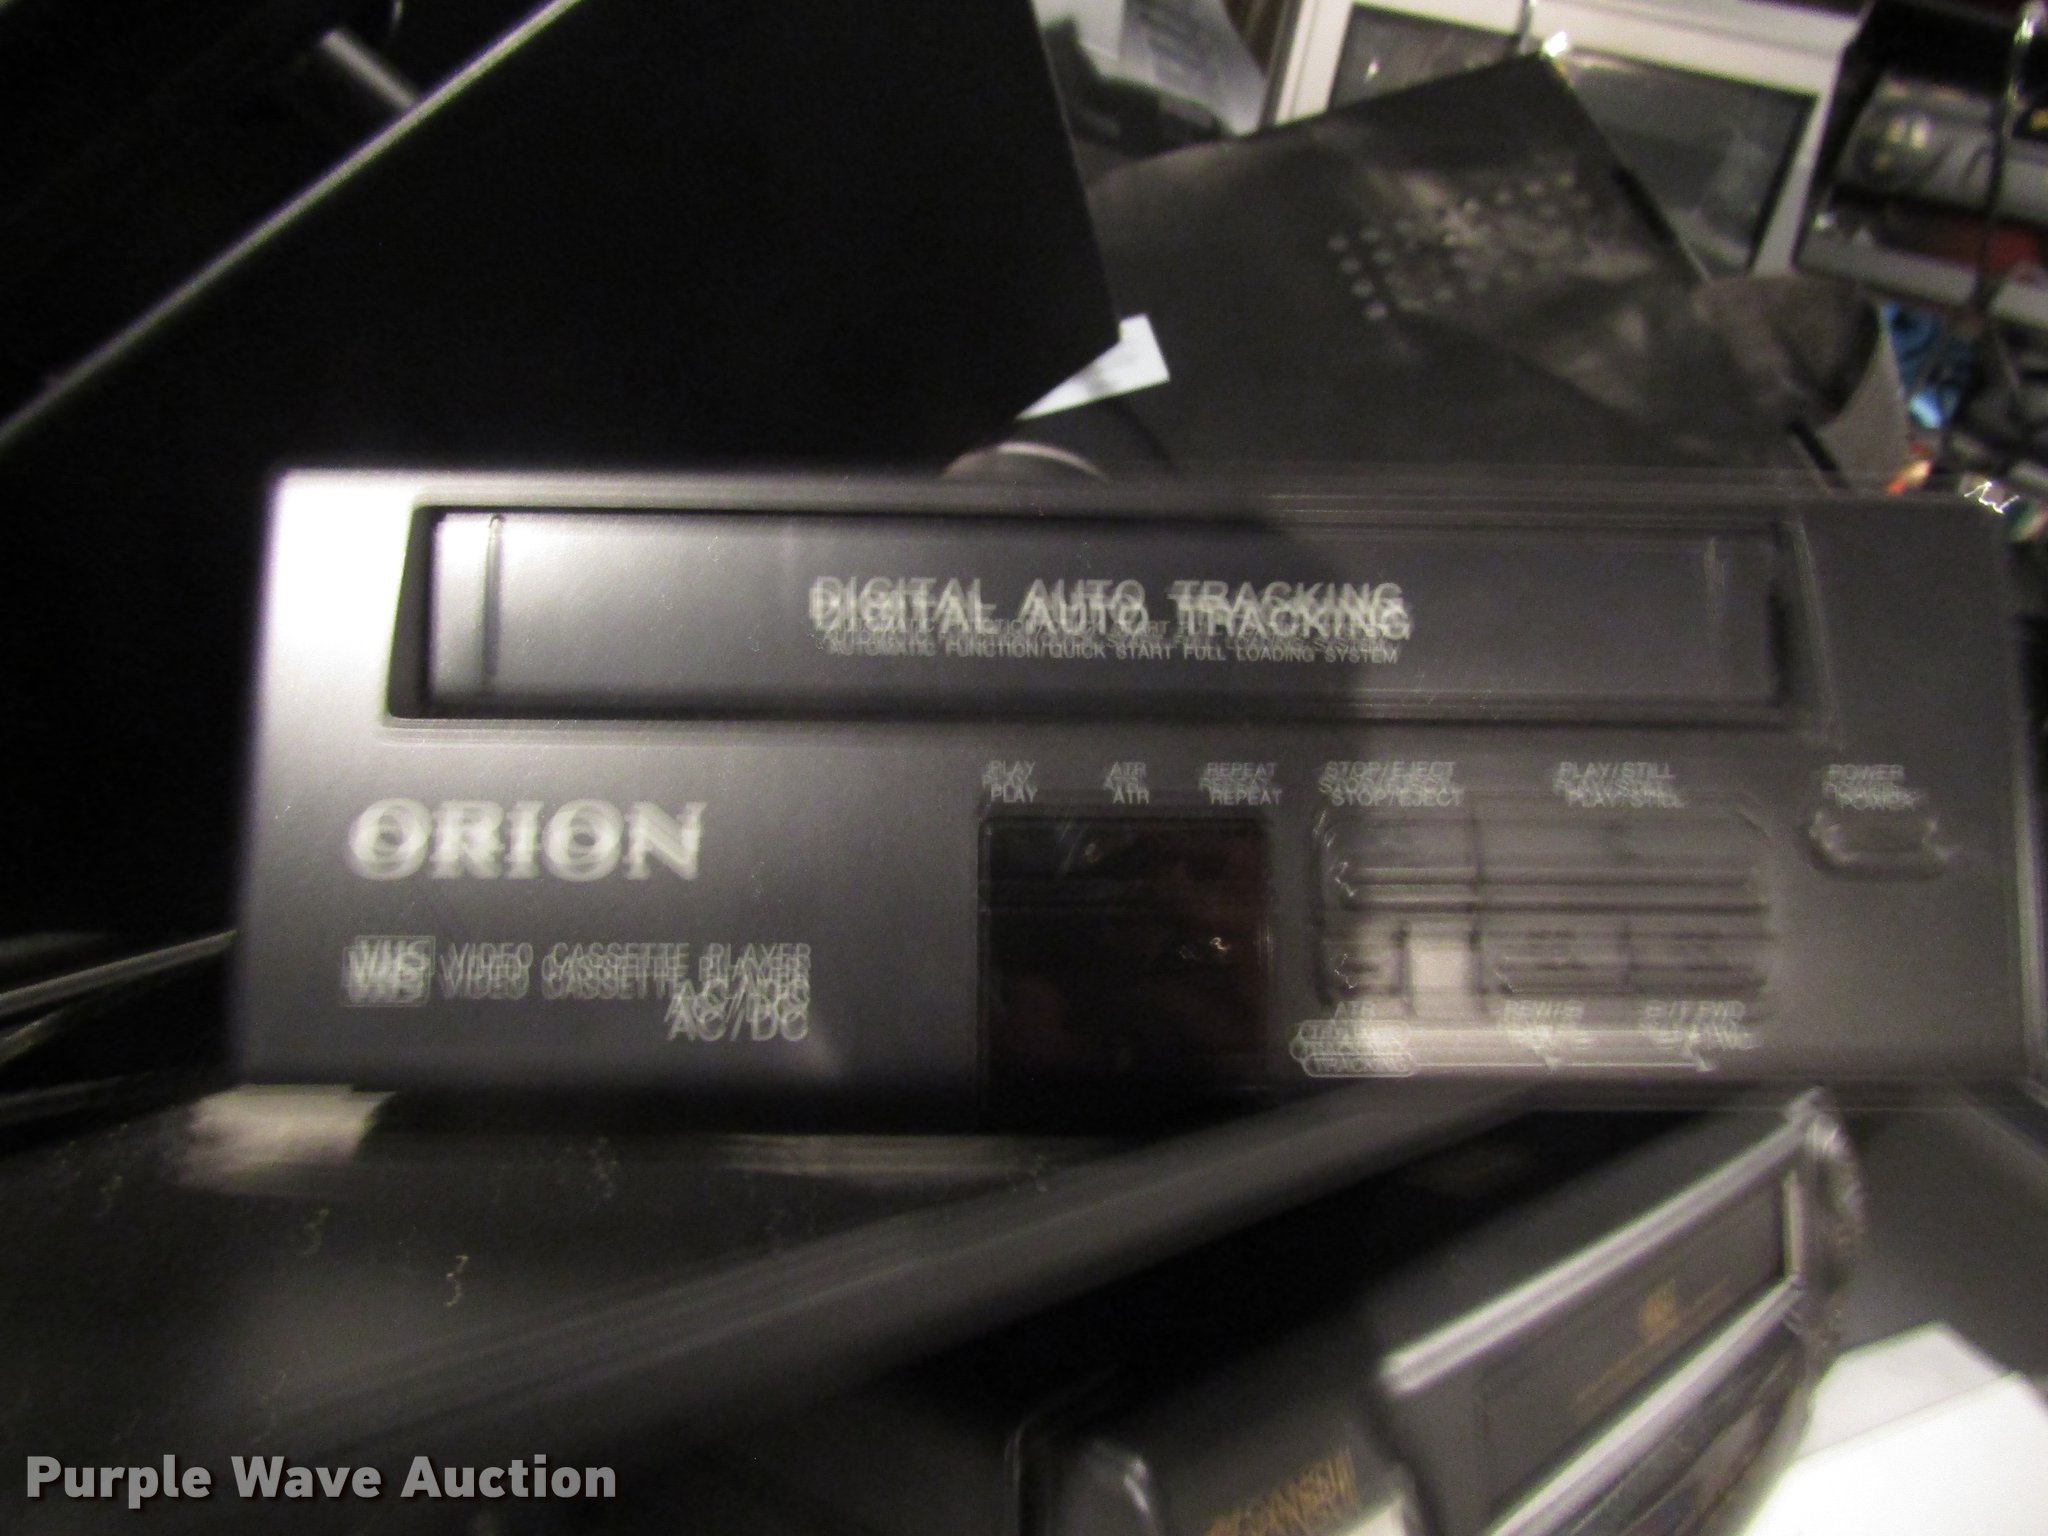 DIGITAL AUTO TRACKING
AUTOMATIC FUNCTION/QUICK START FULL LOADING SYSTEM
PLAY ATR REPEAT STOP/EJECT PLAY/STILL POWER
ORION
VHS VIDEO CASSETTE PLAYER
AC/DC
ATR
TRACKING
Purple Wave Auction